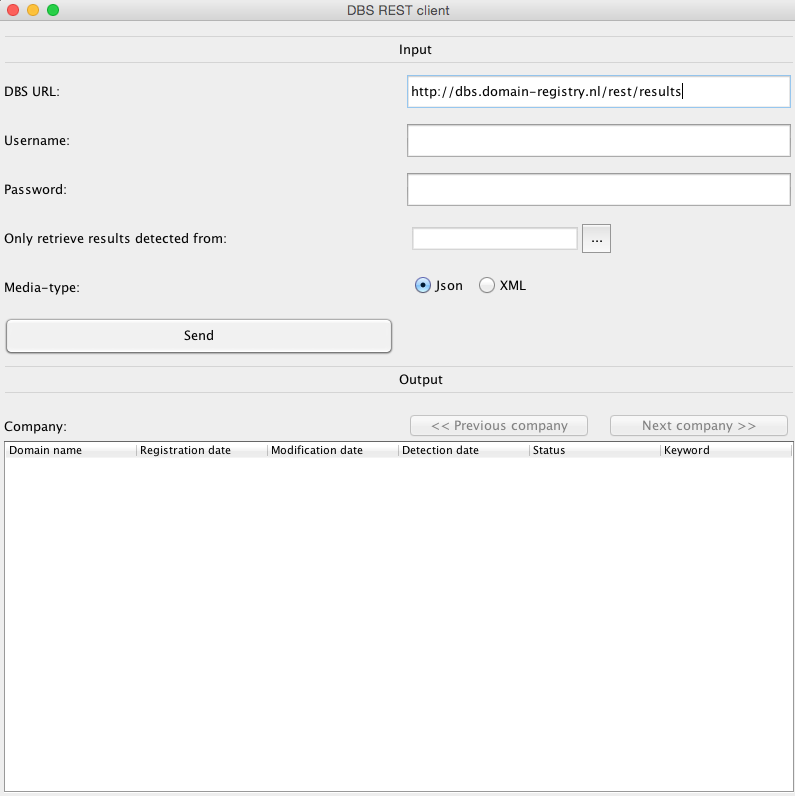 DBS REST client
Input
DBS URL: http://dbs.domain-registry.nl/rest/results
Username:
Password:
Only retrieve results detected from: ...
Media-type: Json XML
Send
Output
Company: << Previous company Next company >>
Domain name Registration date Modification date Detection date Status Keyword